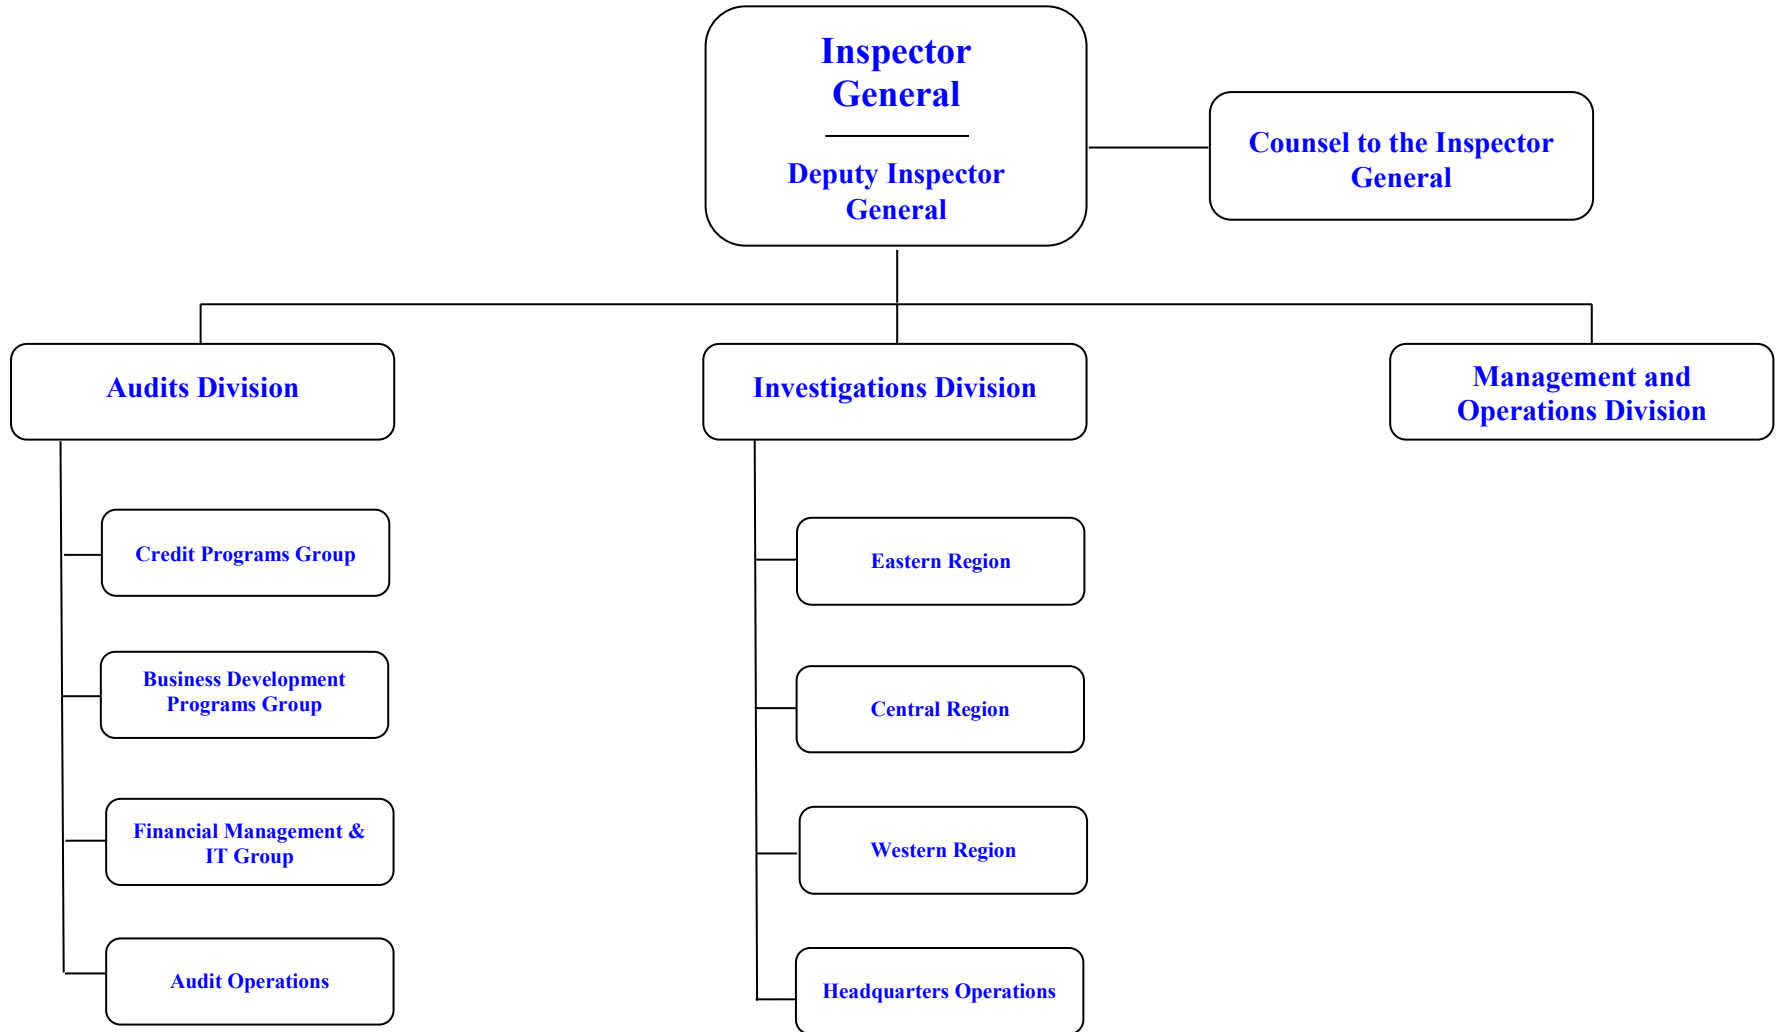 Inspector
General
Deputy Inspector
General
Counsel to the Inspector
General
Audits Division
Investigations Division
Management and
Operations Division
Credit Programs Group
Business Development
Programs Group
Financial Management &
IT Group
Audit Operations
Eastern Region
Central Region
Western Region
Headquarters Operations